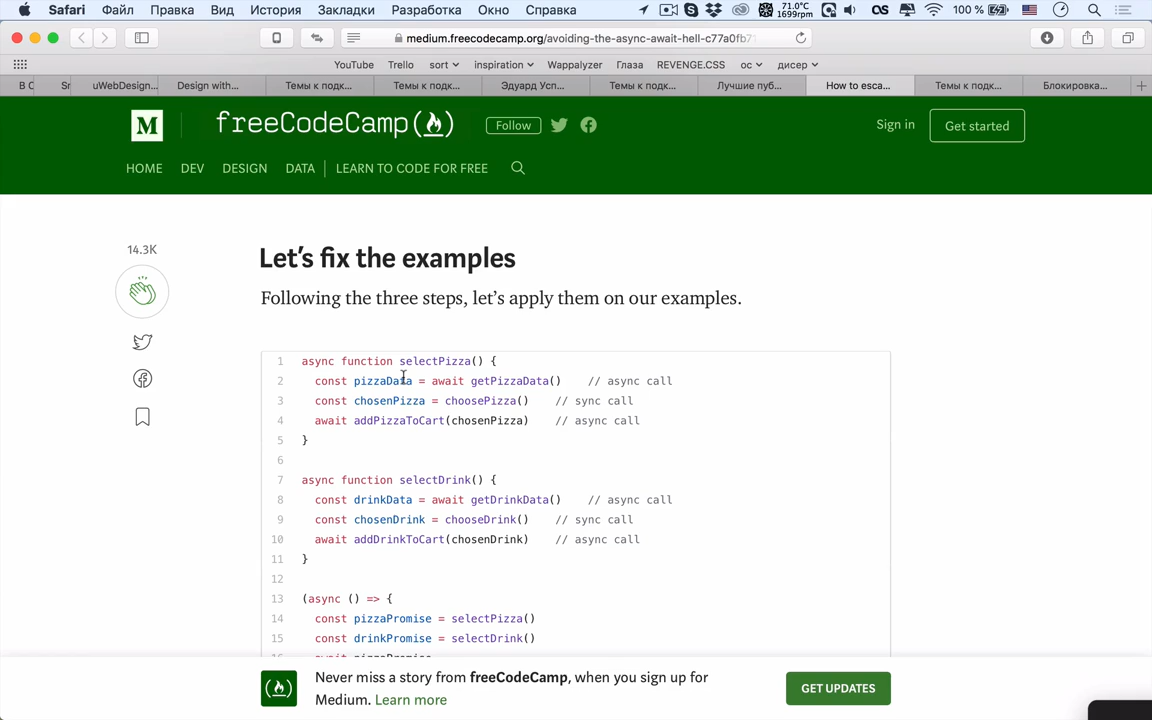 Safari Файл Правка Вид История Закладки Разработка Окно Справка 71.0°C 1699rpm 100 %
medium.freecodecamp.org/avoiding-the-async-await-hell-c77a0fb7
YouTube Trello sort inspiration Wappalyzer Глаза REVENGE.CSS ос дисер
В С Sr uWebDesign... Design with... Темы к подк... Темы к подк... Эдуард Усп... Темы к подк... Лучшие пуб... How to esca... Темы к подк... Блокировка...
M freeCodeCamp Follow Sign in Get started
HOME DEV DESIGN DATA LEARN TO CODE FOR FREE
14.3K
Let's fix the examples
Following the three steps, let's apply them on our examples.
1 async function selectPizza() {
2 const pizzaData = await getPizzaData() // async call
3 const chosenPizza = choosePizza() // sync call
4 await addPizzaToCart(chosenPizza) // async call
5 }
6
7 async function selectDrink() {
8 const drinkData = await getDrinkData() // async call
9 const chosenDrink = chooseDrink() // sync call
10 await addDrinkToCart(chosenDrink) // async call
11 }
12
13 (async () => {
14 const pizzaPromise = selectPizza()
15 const drinkPromise = selectDrink()
16 await pizzaPromise
Never miss a story from freeCodeCamp, when you sign up for
Medium. Learn more
GET UPDATES